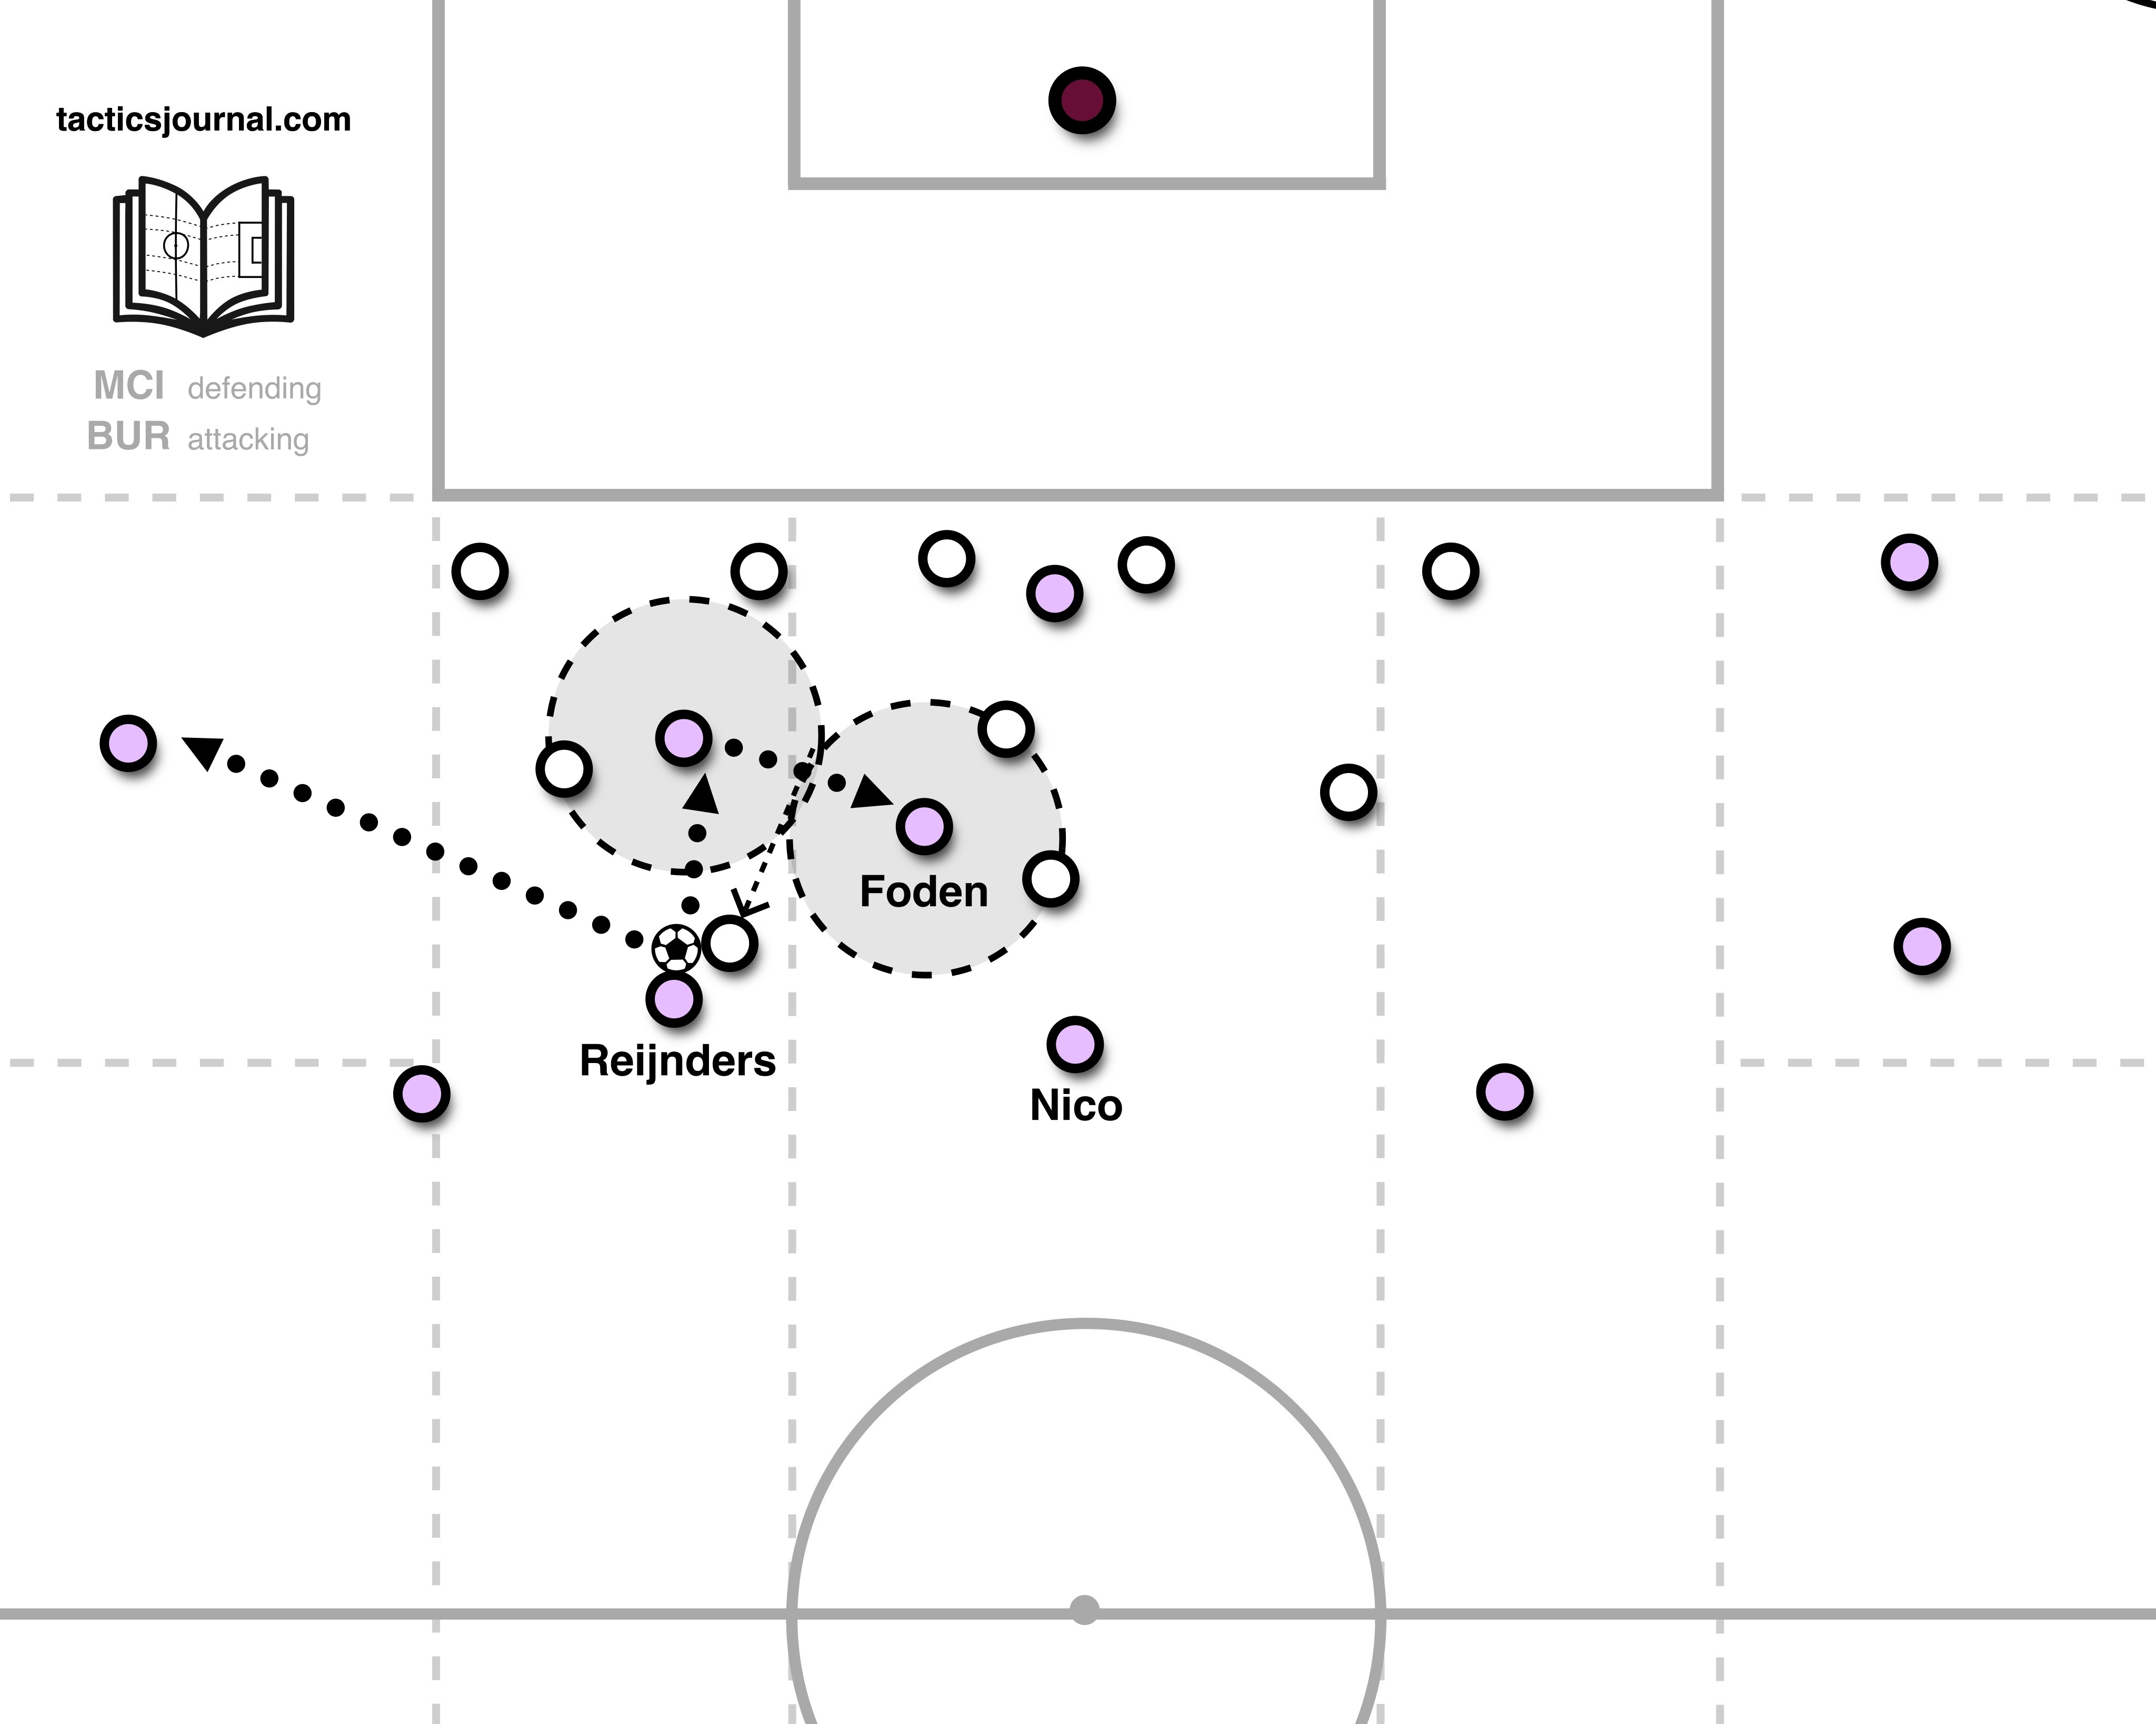 tacticsjournal.com
MCI defending
BUR attacking
Foden
Reijnders
Nico